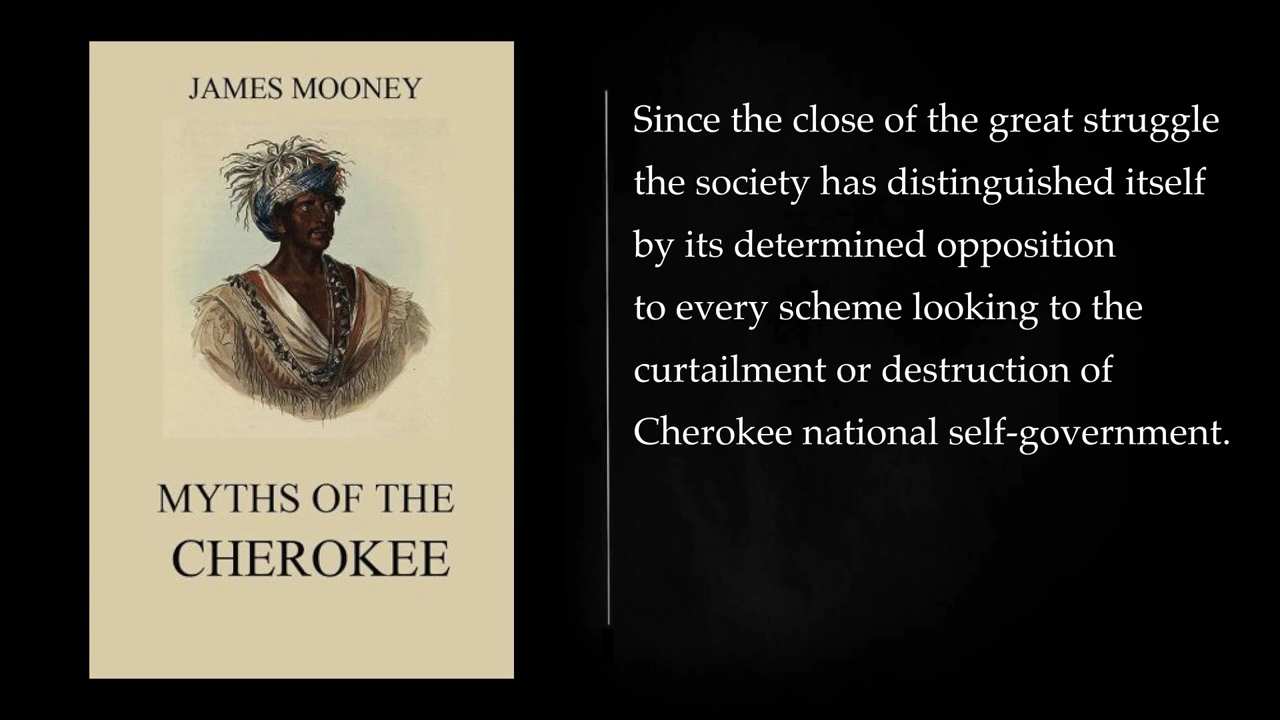 JAMES MOONEY
MYTHS OF THE
CHEROKEE
Since the close of the great struggle
the society has distinguished itself
by its determined opposition
to every scheme looking to the
curtailment or destruction of
Cherokee national self-government.